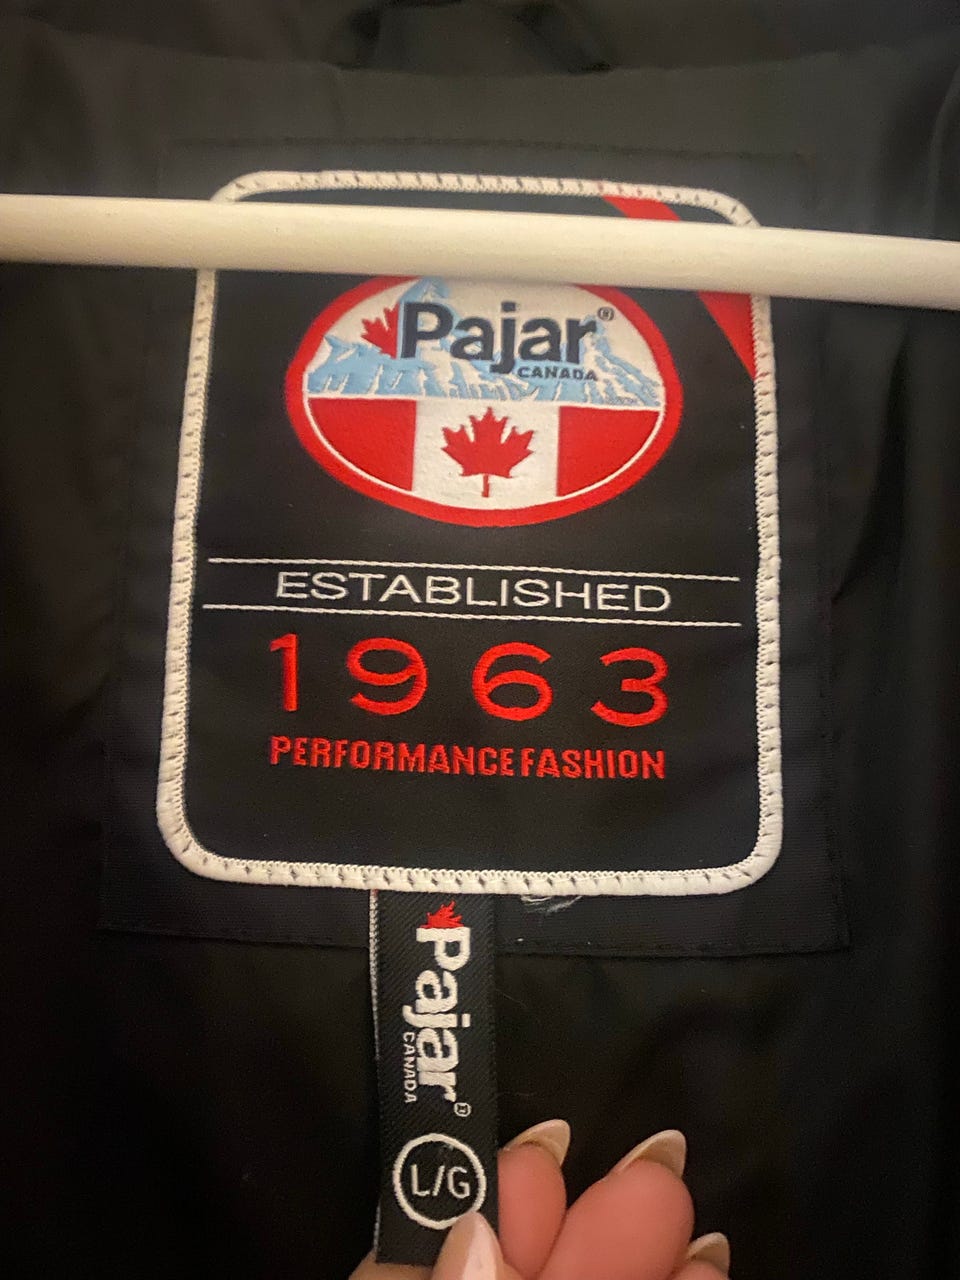 Pajar®
CANADA
ESTABLISHED
1963
PERFORMANCE FASHION
Pajar®
CANADA
L/G